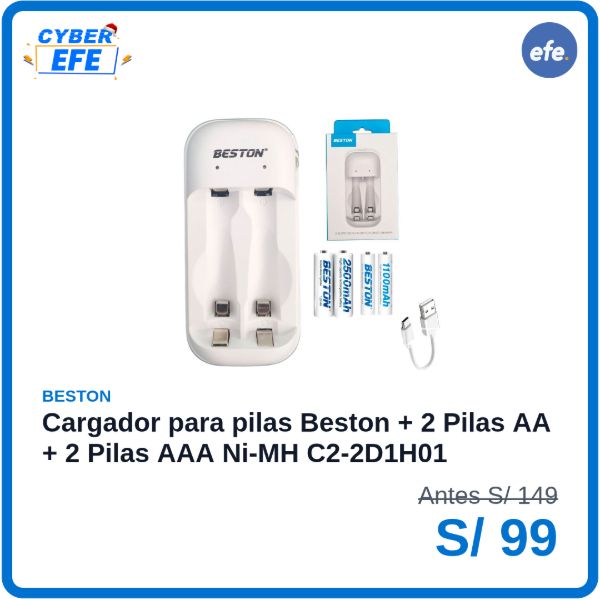 CYBER
EFE
efe.
BESTON
BESTON
BESTON
2500mAh
BESTON
1100mAh
BESTON
Cargador para pilas Beston + 2 Pilas AA
+ 2 Pilas AAA Ni-MH C2-2D1H01
Antes S/ 149
S/ 99